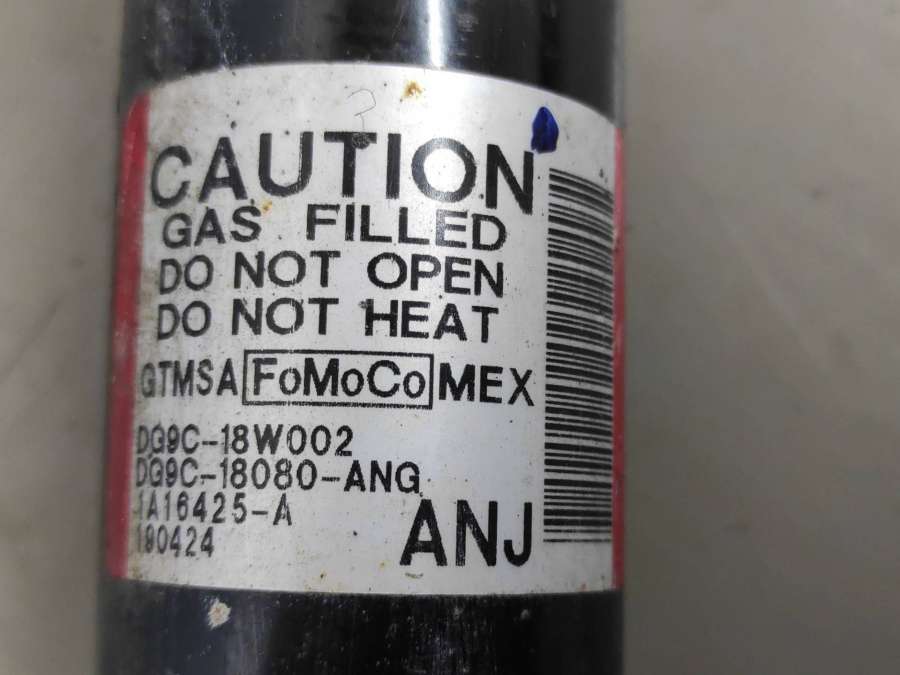 CAUTION
GAS FILLED
DO NOT OPEN
DO NOT HEAT
GTMSA FoMoCo MEX
DG9C-18W002
DG9C-18080-ANG
1A16425-A
180424
ANJ